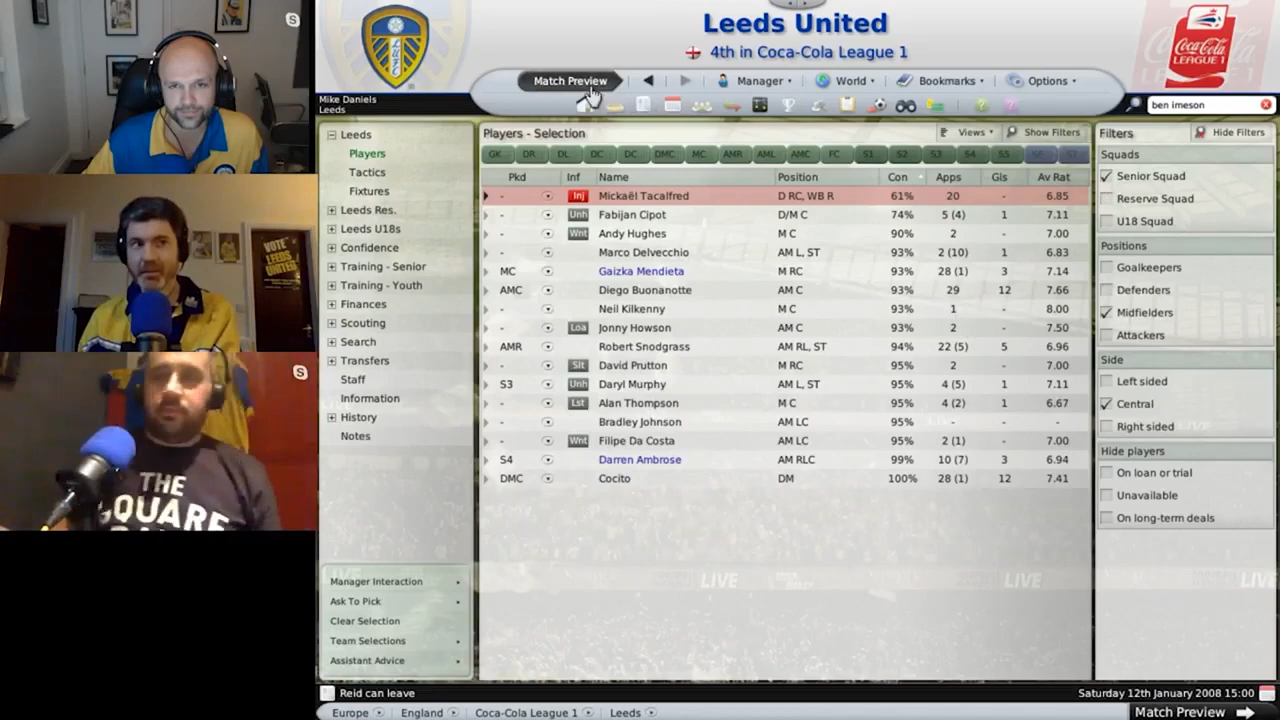 Leeds United
4th in Coca-Cola League 1
Coca-Cola
LEAGUE 1
Match Preview
Manager
World
Bookmarks
Options
Mike Daniels
Leeds
ben imeson
Leeds
Players
Tactics
Fixtures
Leeds Res.
Leeds U18s
Confidence
Training - Senior
Training - Youth
Finances
Scouting
Search
Transfers
Staff
Information
History
Notes
Manager Interaction
Ask To Pick
Clear Selection
Team Selections
Assistant Advice
Players - Selection
Views
Show Filters
GK DR DL DC DC DMC MC AMR AML AMC FC S1 S2 S3 S4 S5 S6 S7
Pkd Inf Name Position Con Apps Gls Av Rat
- Inj Mickaël Tacalfred D RC, WB R 61% 20 - 6.85
- Unh Fabijan Cipot D/M C 74% 5 (4) 1 7.11
- Wnt Andy Hughes M C 90% 2 - 7.00
- Marco Delvecchio AM L, ST 93% 2 (10) 1 6.83
MC Gaizka Mendieta M RC 93% 28 (1) 3 7.14
AMC Diego Buonanotte AM C 93% 29 12 7.66
- Neil Kilkenny M C 93% 1 - 8.00
- Loa Jonny Howson AM C 93% 2 - 7.50
AMR Robert Snodgrass AM RL, ST 94% 22 (5) 5 6.96
- Slt David Prutton M RC 95% 2 - 7.00
S3 Unh Daryl Murphy AM L, ST 95% 4 (5) 1 7.11
- Lst Alan Thompson M C 95% 4 (2) 1 6.67
- Bradley Johnson AM LC 95% - - -
- Wnt Filipe Da Costa AM LC 95% 2 (1) - 7.00
S4 Darren Ambrose AM RLC 99% 10 (7) 3 6.94
DMC Cocito DM 100% 28 (1) 12 7.41
Filters
Hide Filters
Squads
Senior Squad
Reserve Squad
U18 Squad
Positions
Goalkeepers
Defenders
Midfielders
Attackers
Side
Left sided
Central
Right sided
Hide players
On loan or trial
Unavailable
On long-term deals
LIVE
LIVE
LIVE
VOTE
LEEDS
UNITED
THE
SQUARE
Reid can leave
Saturday 12th January 2008 15:00
Europe
England
Coca-Cola League 1
Leeds
Match Preview